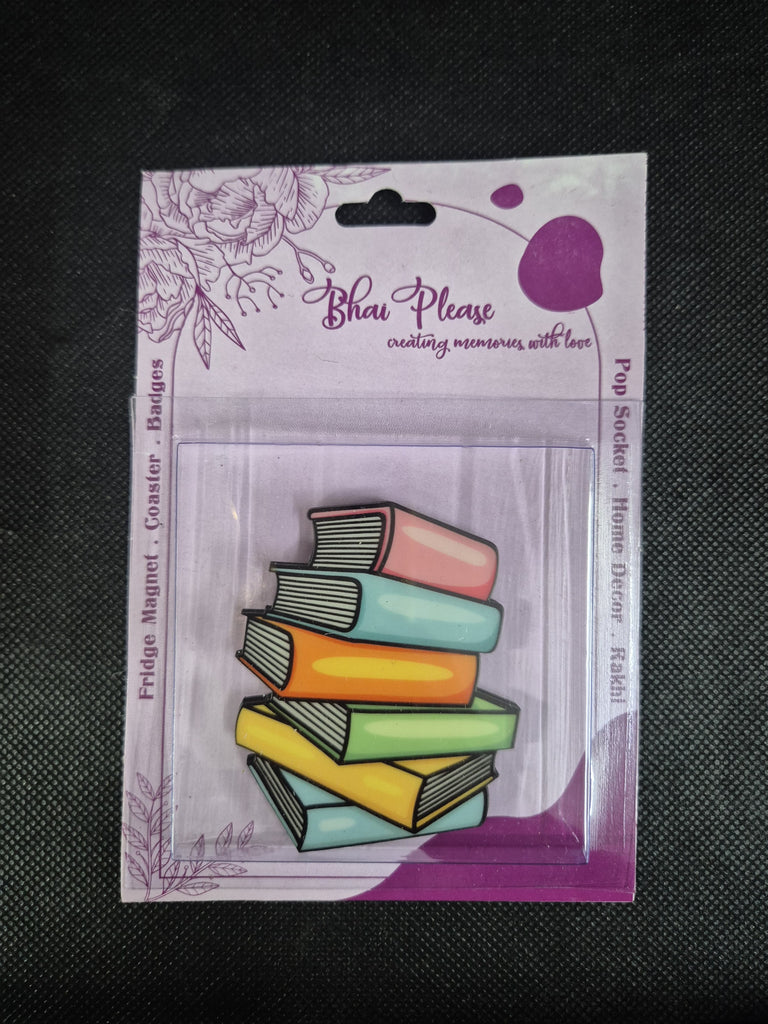 Bhai Please
creating memories with love
Fridge Magnet . Coaster . Badges
Pop Socket . Home Decor . Rakhi